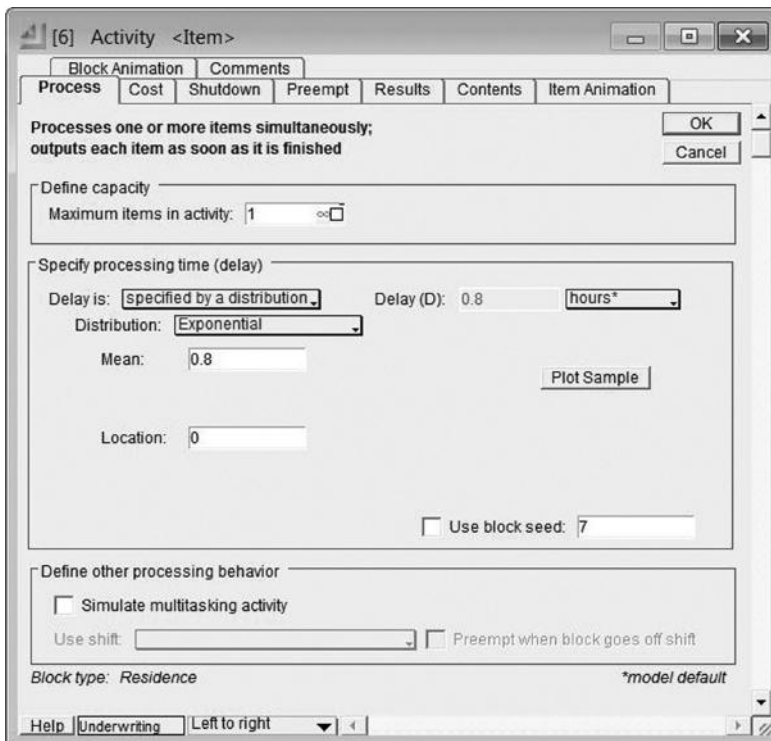 [6] Activity <Item>
Block Animation Comments
Process Cost Shutdown Preempt Results Contents Item Animation
Processes one or more items simultaneously;
outputs each item as soon as it is finished
OK
Cancel
Define capacity
Maximum items in activity: 1 ∞
Specify processing time (delay)
Delay is: specified by a distribution Delay (D): 0.8 hours*
Distribution: Exponential
Mean: 0.8
Plot Sample
Location: 0
Use block seed: 7
Define other processing behavior
Simulate multitasking activity
Use shift: Preempt when block goes off shift
Block type: Residence *model default
Help Underwriting Left to right